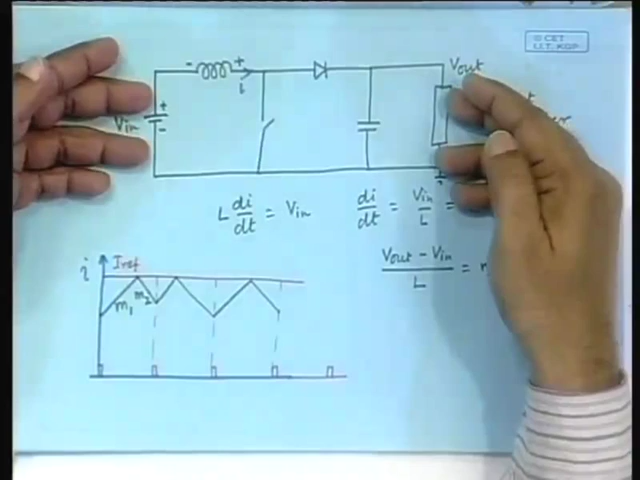 © CET
I.I.T. KGP
- +
i
Vout
+
Vin
-
L di/dt = Vin
di/dt = Vin/L =
(Vout - Vin)/L =
i
Iref
m1
m2